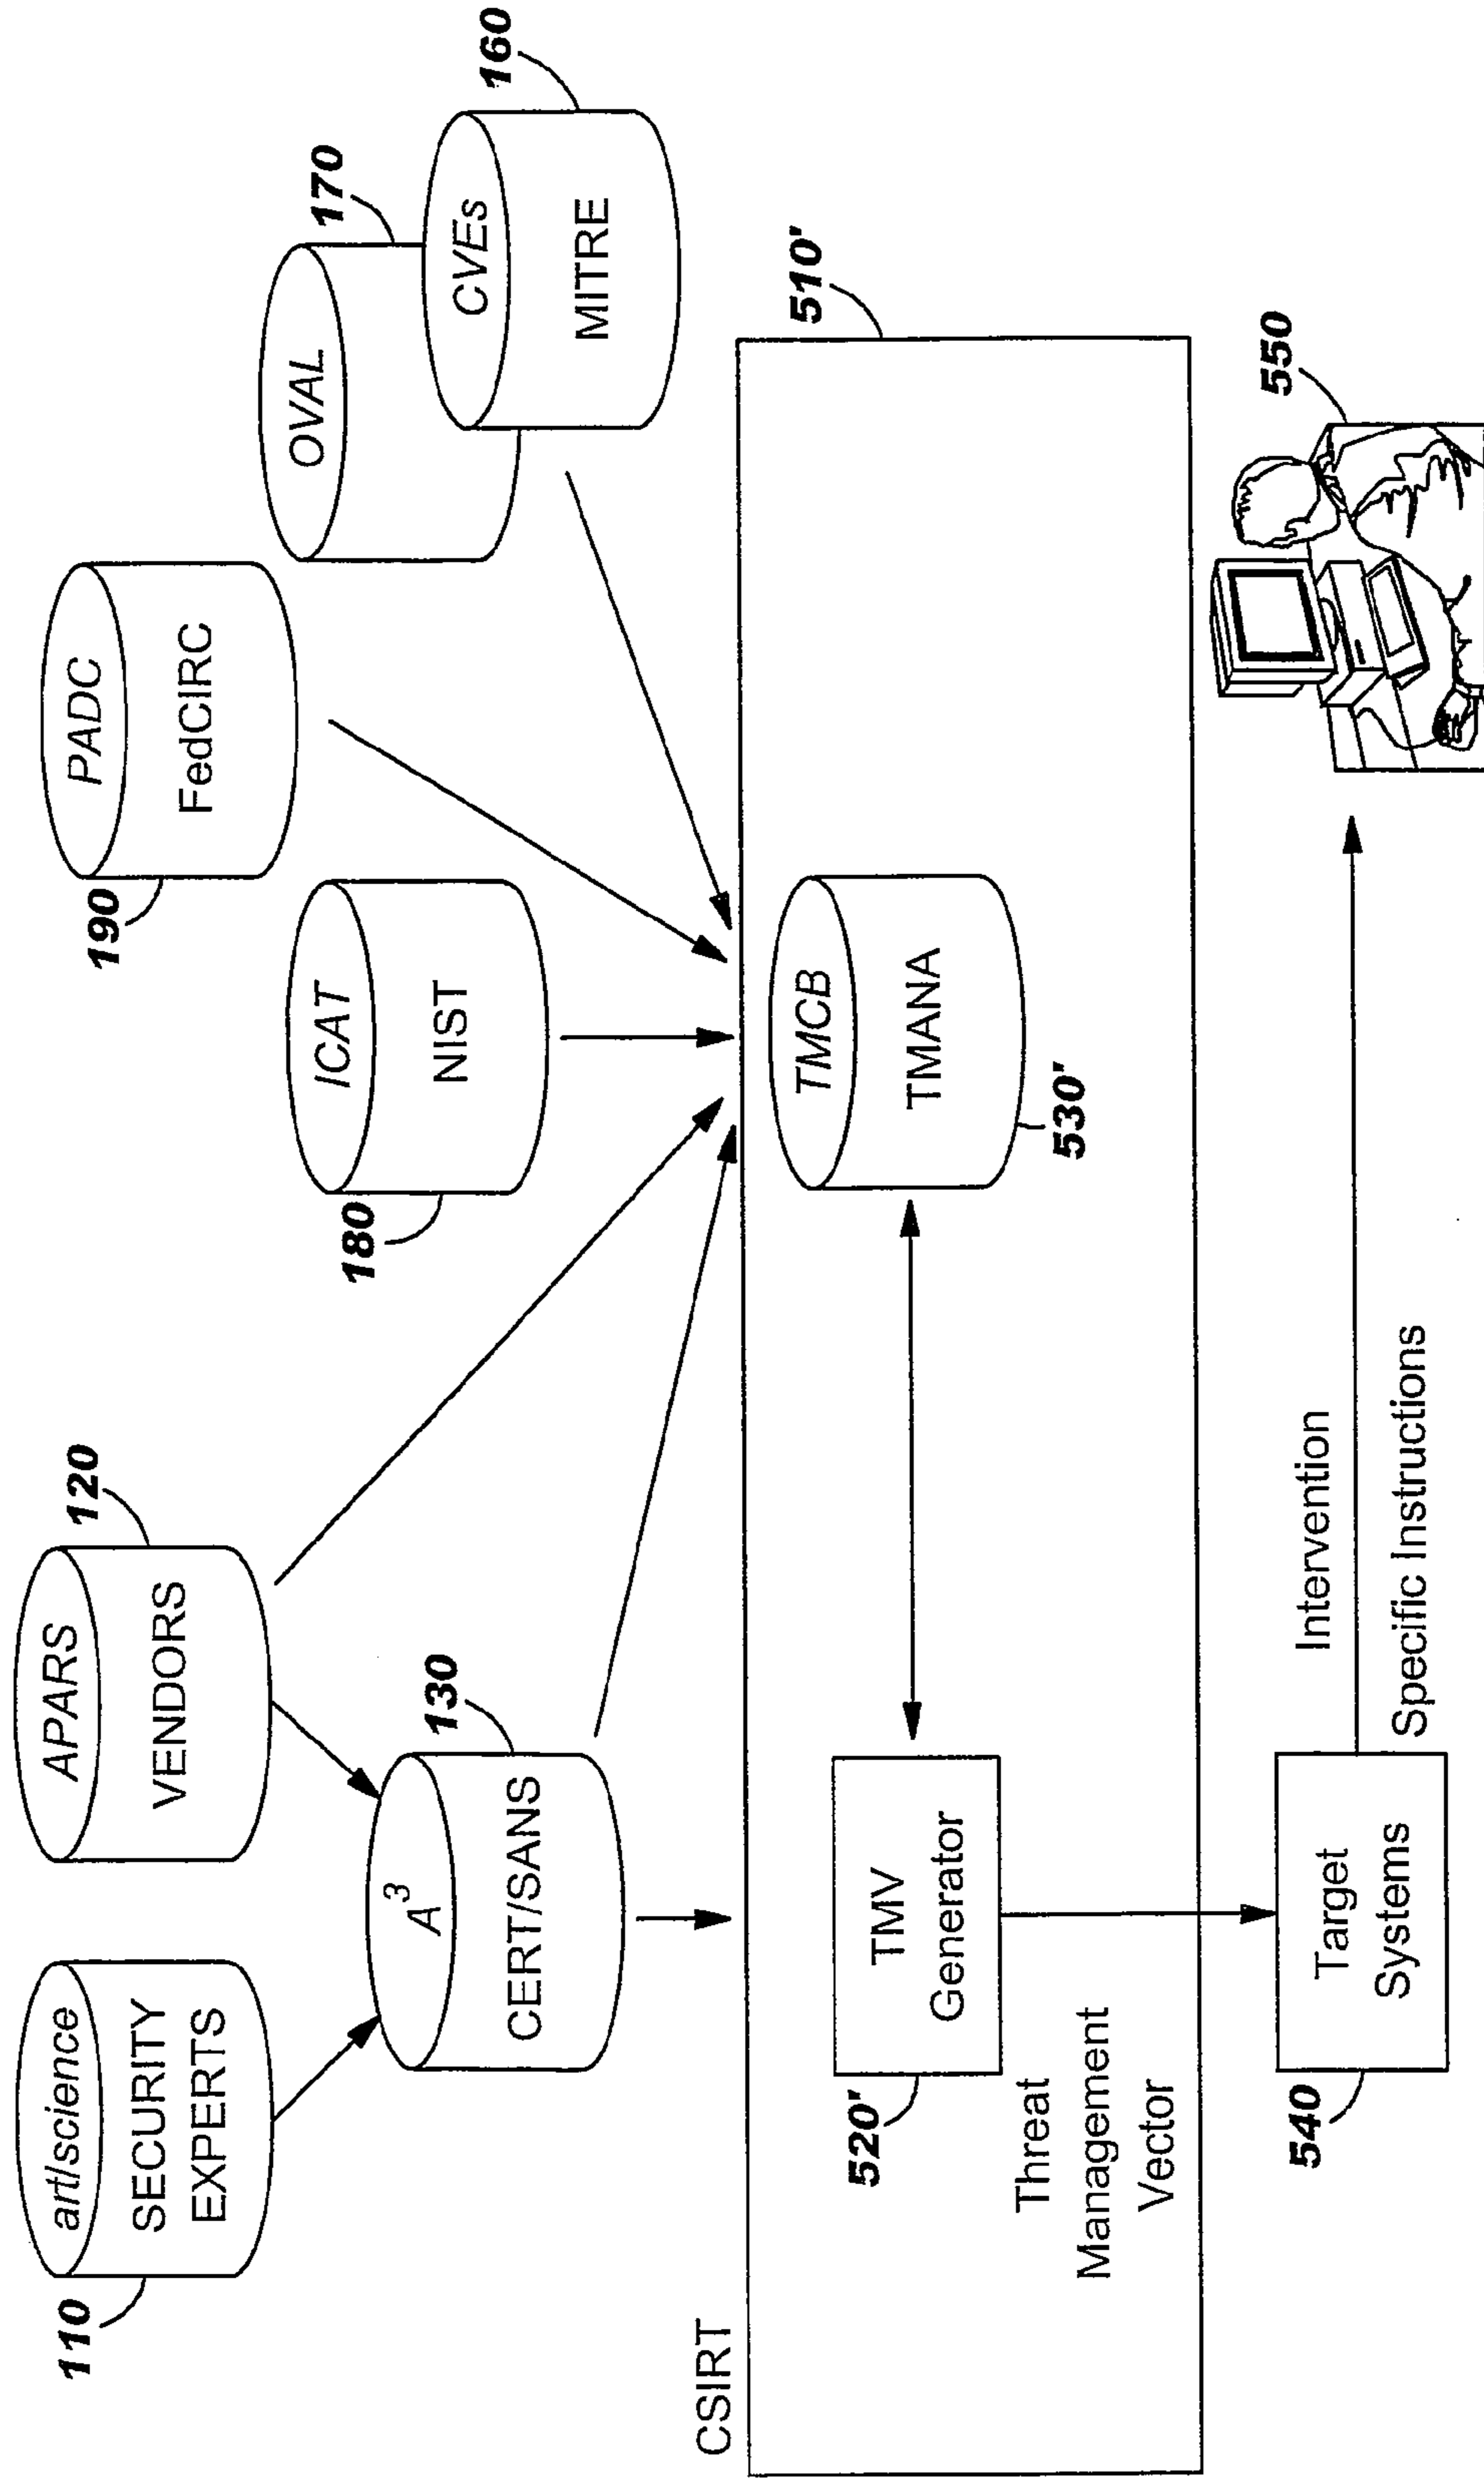 110
art/science
SECURITY
EXPERTS
APARS
VENDORS
120
A³
CERT/SANS
130
190
PADC
FedCIRC
180
ICAT
NIST
OVAL
170
CVEs
MITRE
160
CSIRT
510'
520'
TMV
Generator
TMCB
TMANA
530'
Threat
Management
Vector
540
Target
Systems
Intervention
Specific Instructions
550